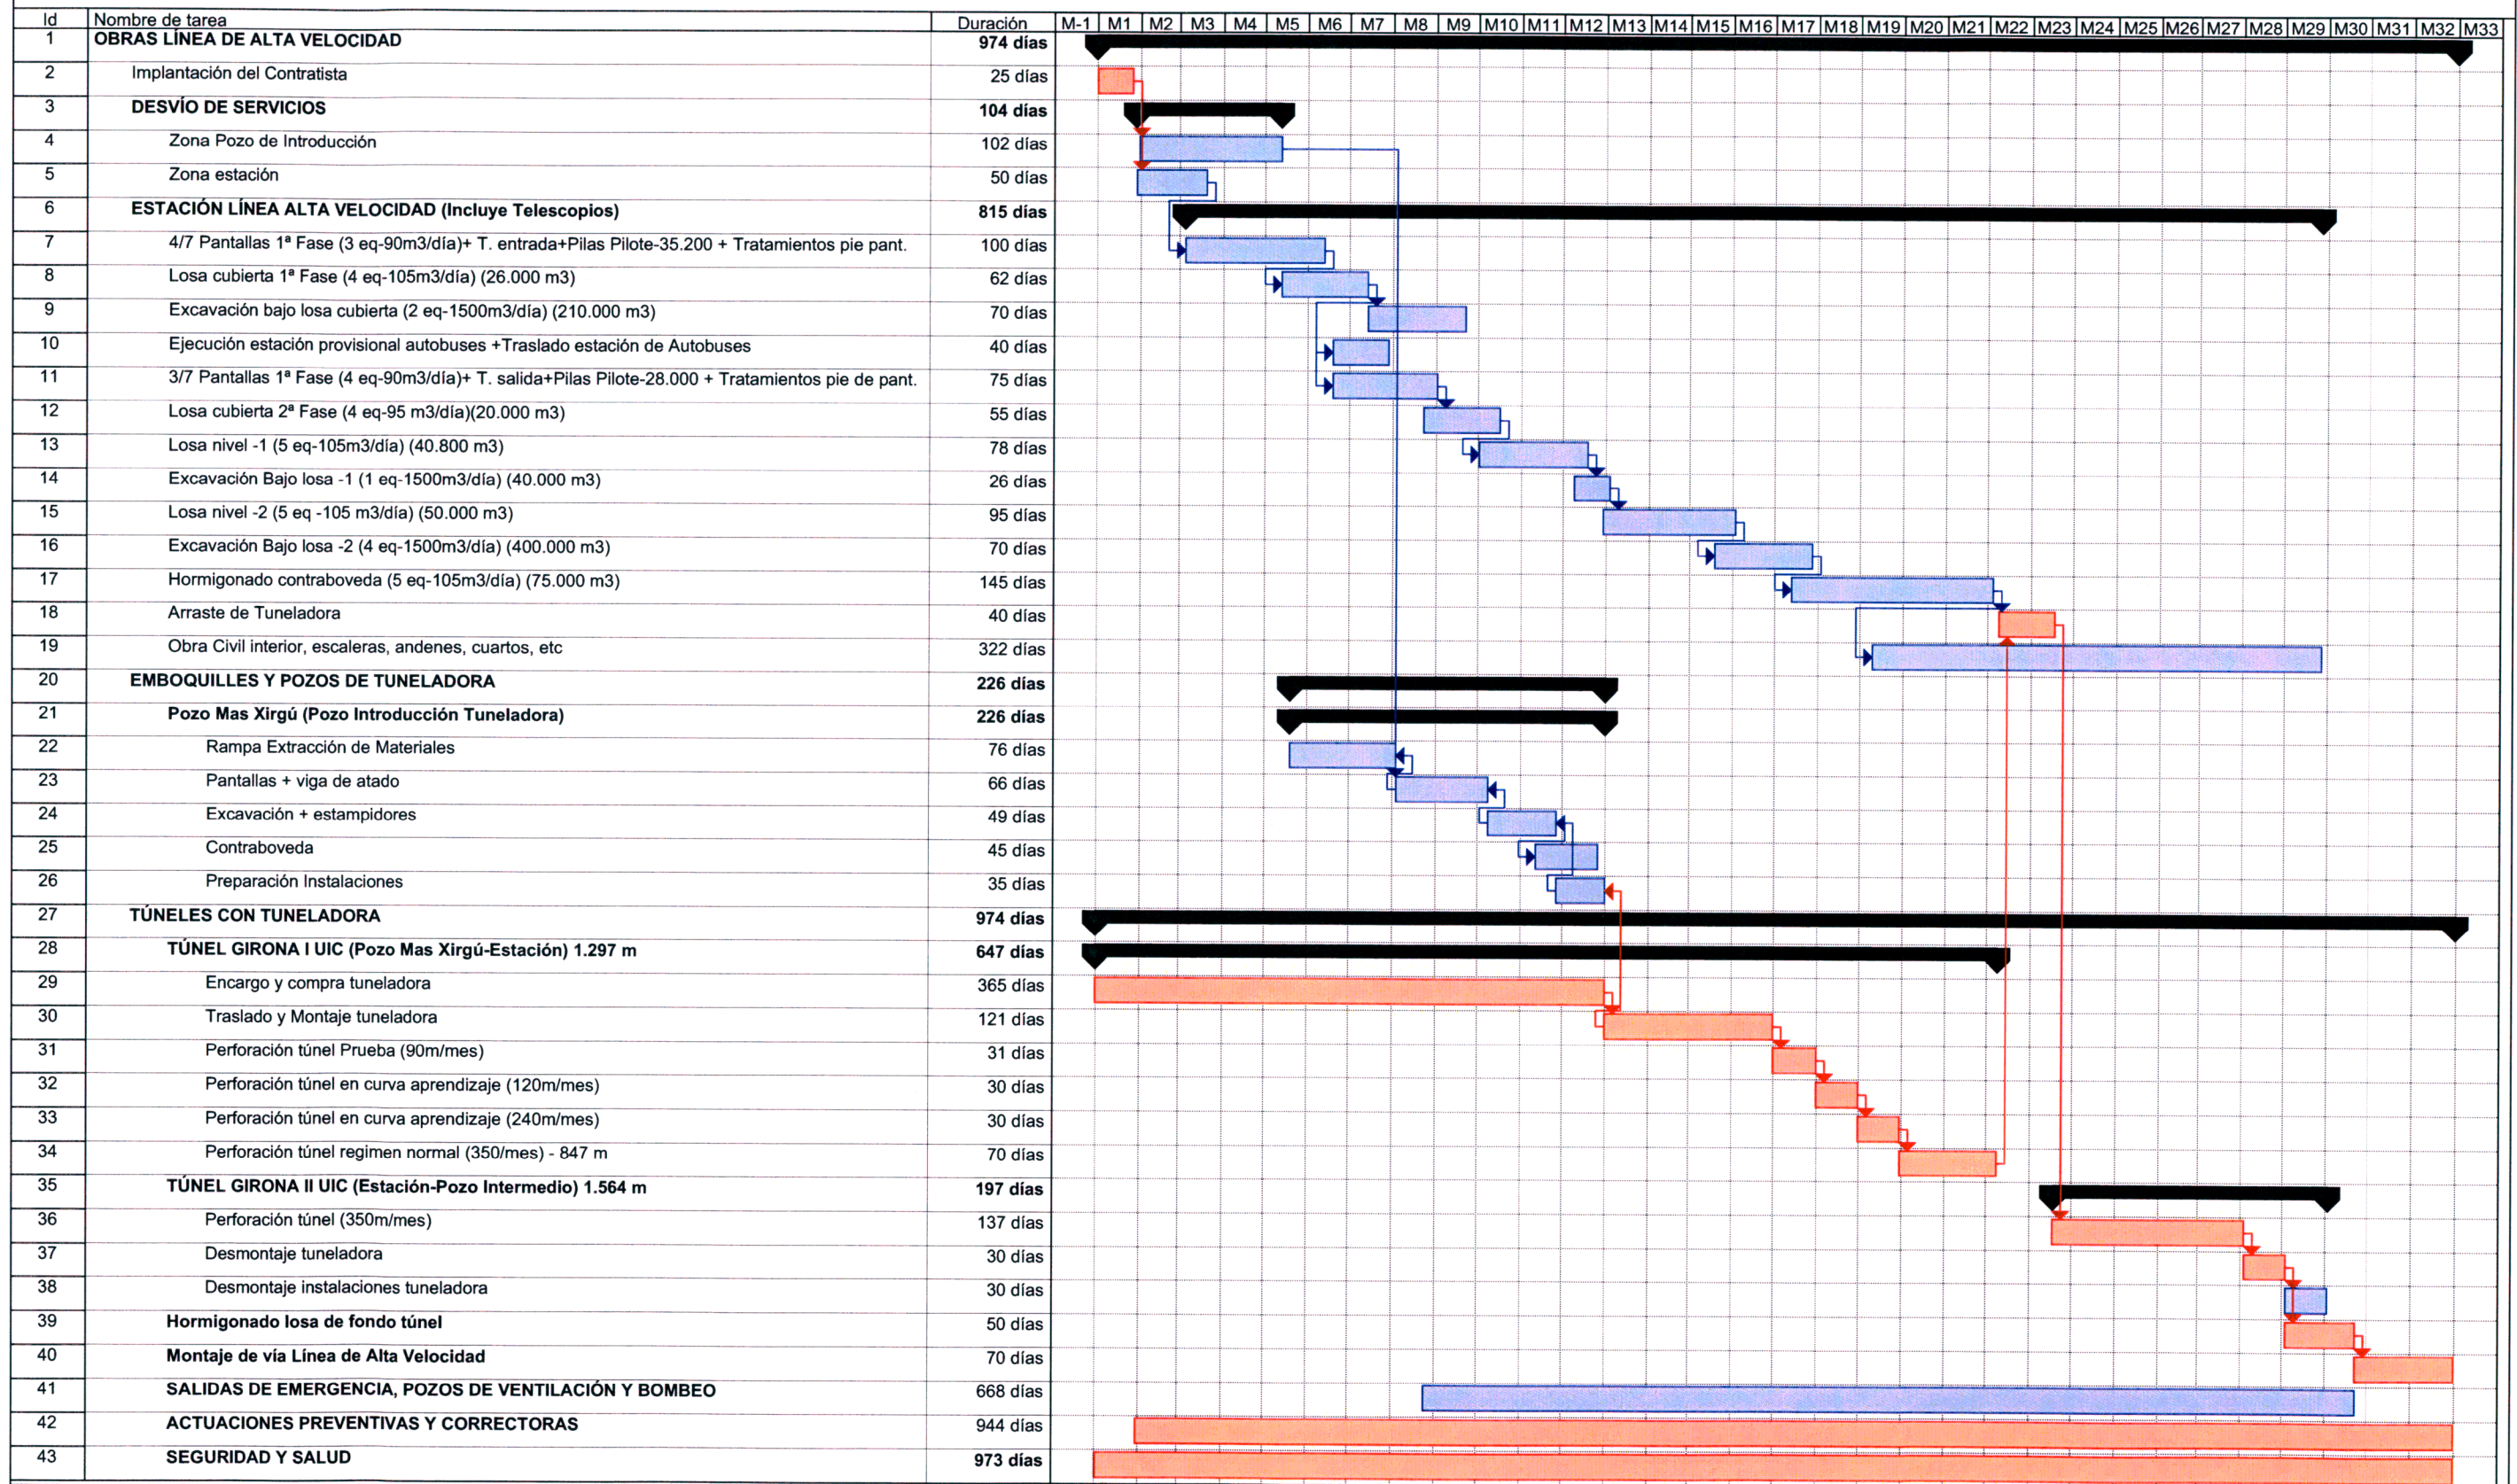 Id Nombre de tarea Duración M-1 M1 M2 M3 M4 M5 M6 M7 M8 M9 M10 M11 M12 M13 M14 M15 M16 M17 M18 M19 M20 M21 M22 M23 M24 M25 M26 M27 M28 M29 M30 M31 M32 M33
1 OBRAS LÍNEA DE ALTA VELOCIDAD 974 días
2 Implantación del Contratista 25 días
3 DESVÍO DE SERVICIOS 104 días
4 Zona Pozo de Introducción 102 días
5 Zona estación 50 días
6 ESTACIÓN LÍNEA ALTA VELOCIDAD (Incluye Telescopios) 815 días
7 4/7 Pantallas 1ª Fase (3 eq-90m3/día)+ T. entrada+Pilas Pilote-35.200 + Tratamientos pie pant. 100 días
8 Losa cubierta 1ª Fase (4 eq-105m3/día) (26.000 m3) 62 días
9 Excavación bajo losa cubierta (2 eq-1500m3/día) (210.000 m3) 70 días
10 Ejecución estación provisional autobuses +Traslado estación de Autobuses 40 días
11 3/7 Pantallas 1ª Fase (4 eq-90m3/día)+ T. salida+Pilas Pilote-28.000 + Tratamientos pie de pant. 75 días
12 Losa cubierta 2ª Fase (4 eq-95 m3/día)(20.000 m3) 55 días
13 Losa nivel -1 (5 eq-105m3/día) (40.800 m3) 78 días
14 Excavación Bajo losa -1 (1 eq-1500m3/día) (40.000 m3) 26 días
15 Losa nivel -2 (5 eq -105 m3/día) (50.000 m3) 95 días
16 Excavación Bajo losa -2 (4 eq-1500m3/día) (400.000 m3) 70 días
17 Hormigonado contraboveda (5 eq-105m3/día) (75.000 m3) 145 días
18 Arraste de Tuneladora 40 días
19 Obra Civil interior, escaleras, andenes, cuartos, etc 322 días
20 EMBOQUILLES Y POZOS DE TUNELADORA 226 días
21 Pozo Mas Xirgú (Pozo Introducción Tuneladora) 226 días
22 Rampa Extracción de Materiales 76 días
23 Pantallas + viga de atado 66 días
24 Excavación + estampidores 49 días
25 Contraboveda 45 días
26 Preparación Instalaciones 35 días
27 TÚNELES CON TUNELADORA 974 días
28 TÚNEL GIRONA I UIC (Pozo Mas Xirgú-Estación) 1.297 m 647 días
29 Encargo y compra tuneladora 365 días
30 Traslado y Montaje tuneladora 121 días
31 Perforación túnel Prueba (90m/mes) 31 días
32 Perforación túnel en curva aprendizaje (120m/mes) 30 días
33 Perforación túnel en curva aprendizaje (240m/mes) 30 días
34 Perforación túnel regimen normal (350/mes) - 847 m 70 días
35 TÚNEL GIRONA II UIC (Estación-Pozo Intermedio) 1.564 m 197 días
36 Perforación túnel (350m/mes) 137 días
37 Desmontaje tuneladora 30 días
38 Desmontaje instalaciones tuneladora 30 días
39 Hormigonado losa de fondo túnel 50 días
40 Montaje de vía Línea de Alta Velocidad 70 días
41 SALIDAS DE EMERGENCIA, POZOS DE VENTILACIÓN Y BOMBEO 668 días
42 ACTUACIONES PREVENTIVAS Y CORRECTORAS 944 días
43 SEGURIDAD Y SALUD 973 días